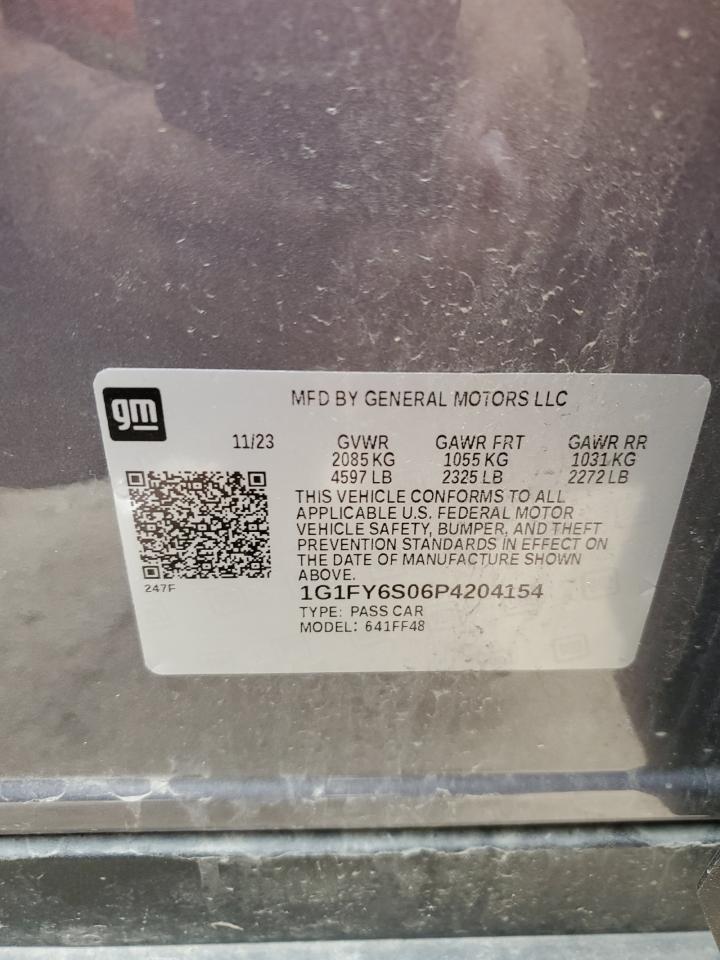 gm
MFD BY GENERAL MOTORS LLC
11/23 GVWR GAWR FRT GAWR RR
2085 KG 1055 KG 1031 KG
4597 LB 2325 LB 2272 LB
THIS VEHICLE CONFORMS TO ALL
APPLICABLE U.S. FEDERAL MOTOR
VEHICLE SAFETY, BUMPER, AND THEFT
PREVENTION STANDARDS IN EFFECT ON
THE DATE OF MANUFACTURE SHOWN
ABOVE.
247F
1G1FY6S06P4204154
TYPE: PASS CAR
MODEL: 641FF48